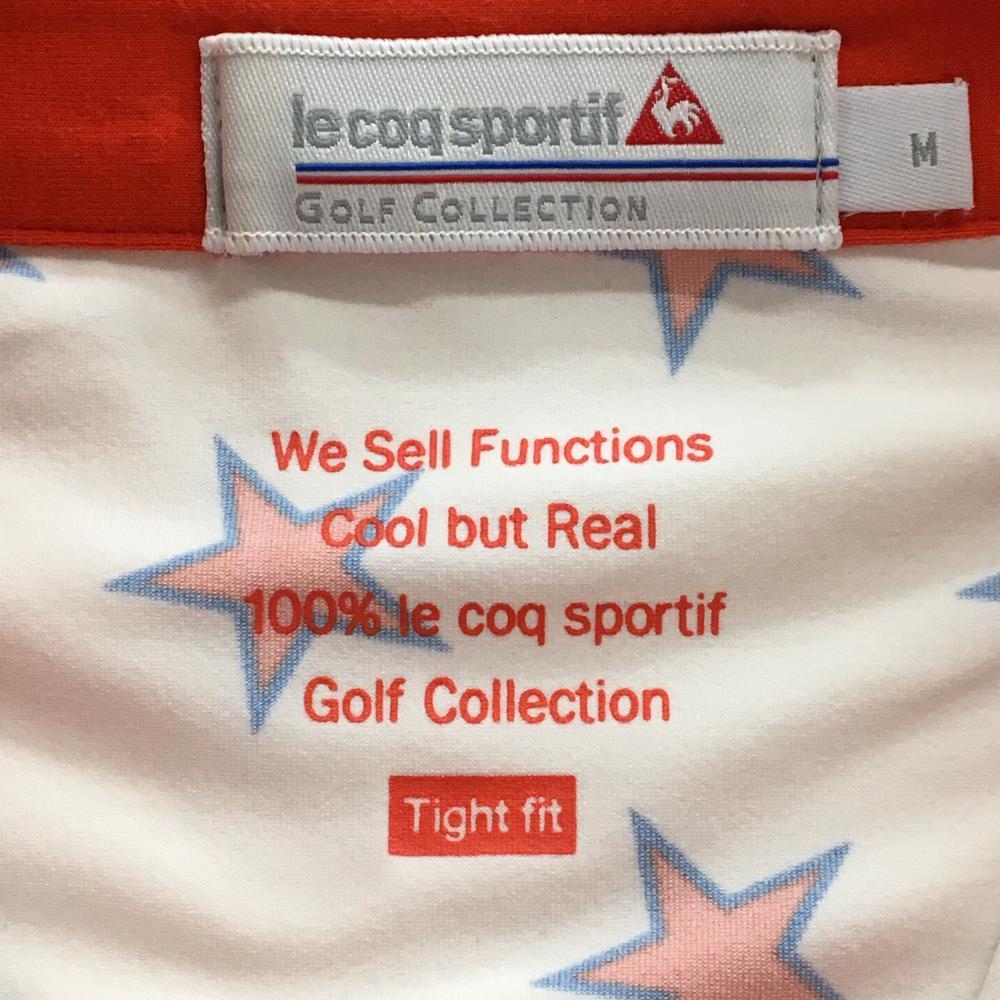 le coq sportif
GOLF COLLECTION
M
We Sell Functions
Cool but Real
100% le coq sportif
Golf Collection
Tight fit